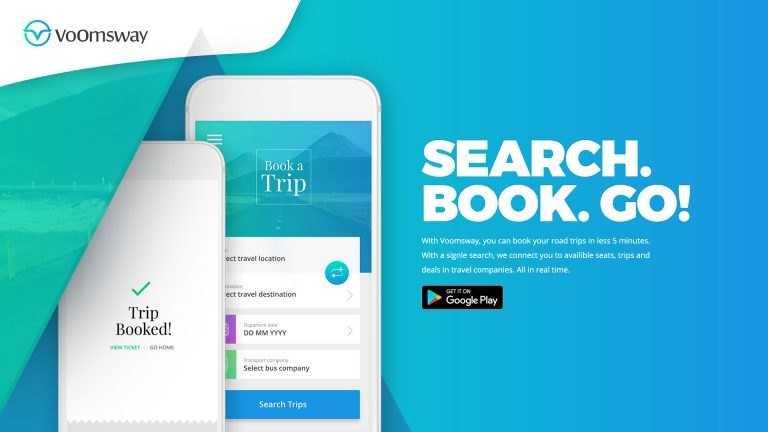 VoOmsway
SEARCH.
BOOK. GO!
With Voomsway, you can book your road trips in less 5 minutes.
With a signle search, we connect you to availible seats, trips and
deals in travel companies. All in real time.
GET IT ON
Google Play
Book a
Trip
lect travel location
tination
lect travel destination
Departure date
DD MM YYYY
Transport company
Select bus company
Search Trips
Trip
Booked!
VIEW TICKET
GO HOME